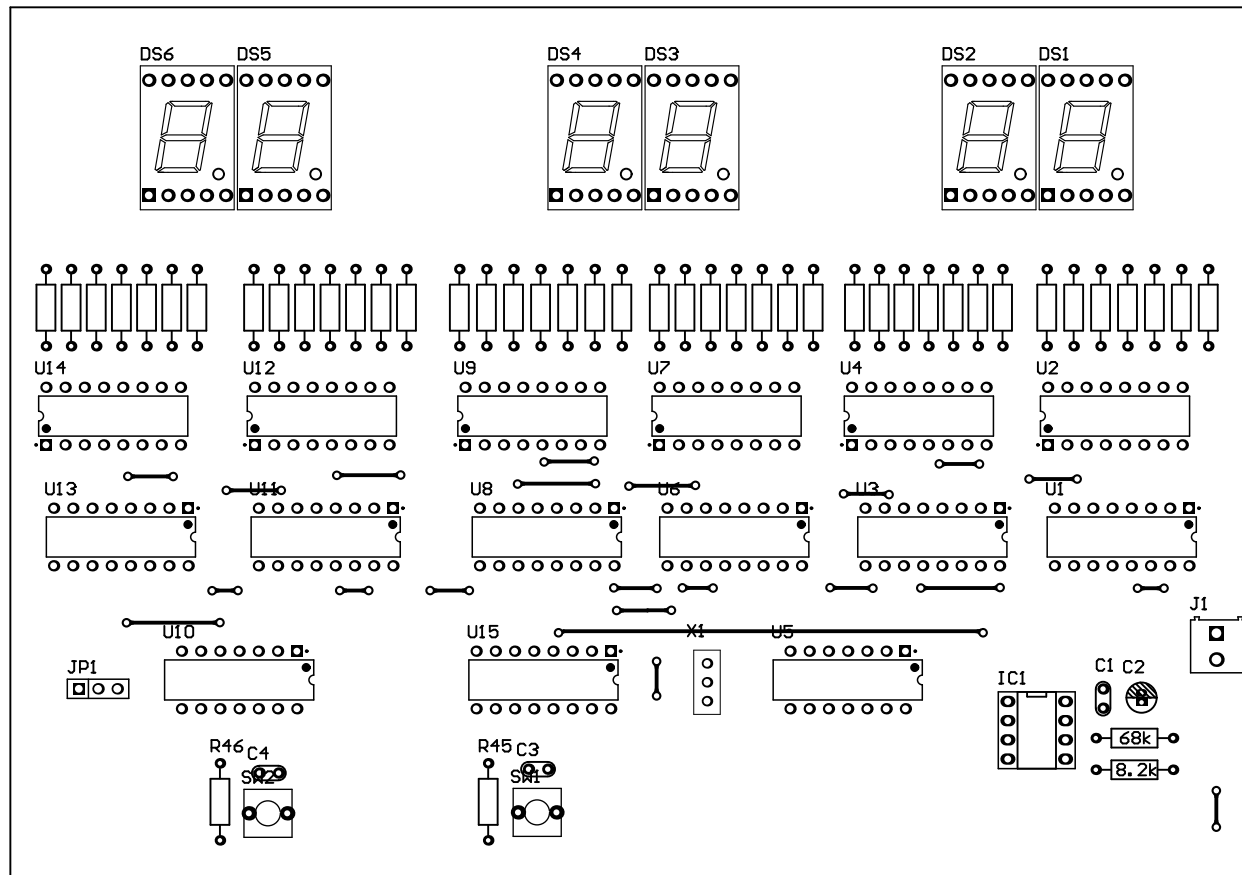 DS6 DS5 DS4 DS3 DS2 DS1
U14 U12 U9 U7 U4 U2
U13 U11 U8 U6 U3 U1
J1
U10 U15 X1 U5
JP1 IC1 C1 C2
68k
R46 C4 R45 C3
8.2k
SW2 SW1